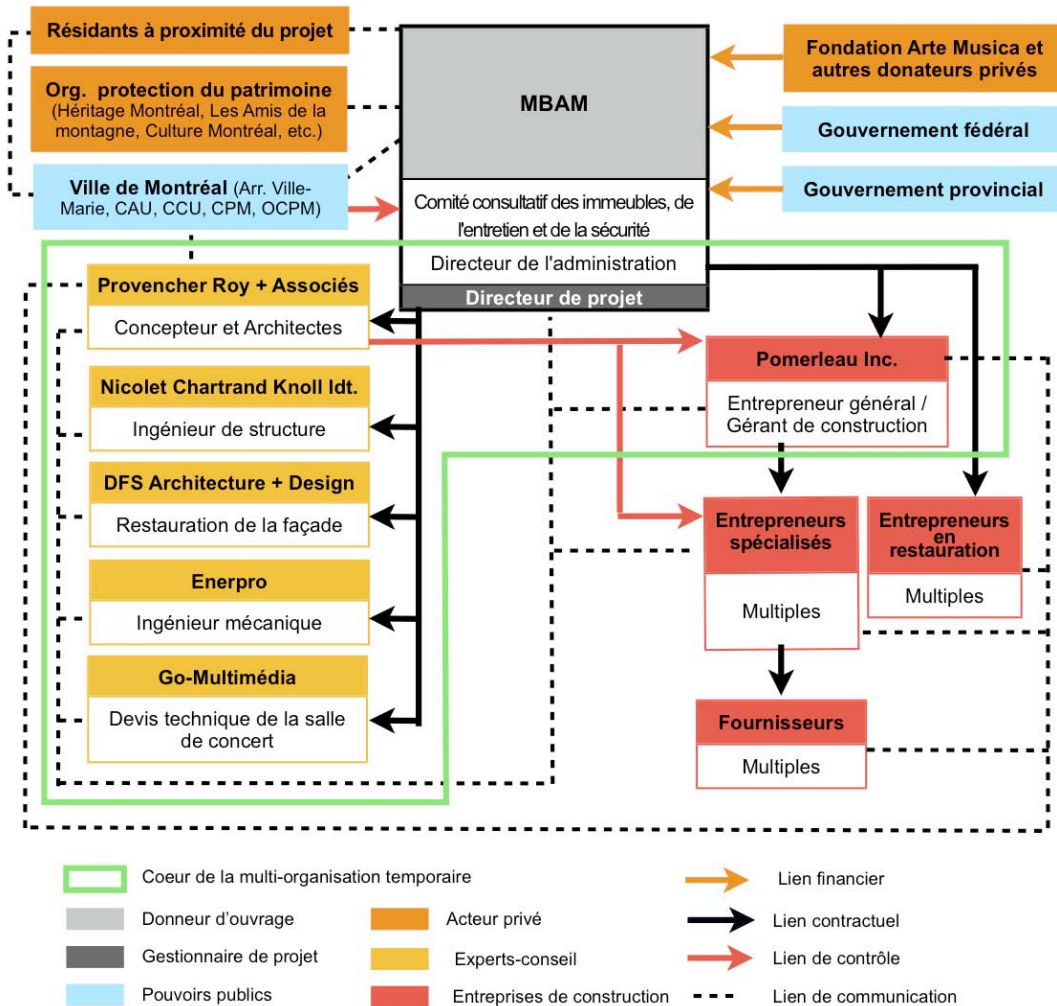 Résidants à proximité du projet
Org. protection du patrimoine
(Héritage Montréal, Les Amis de la
montagne, Culture Montréal, etc.)
Ville de Montréal (Arr. Ville-
Marie, CAU, CCU, CPM, OCPM)
MBAM
Comité consultatif des immeubles, de
l'entretien et de la sécurité
Directeur de l'administration
Directeur de projet
Fondation Arte Musica et
autres donateurs privés
Gouvernement fédéral
Gouvernement provincial
Provencher Roy + Associés
Concepteur et Architectes
Nicolet Chartrand Knoll ldt.
Ingénieur de structure
DFS Architecture + Design
Restauration de la façade
Enerpro
Ingénieur mécanique
Go-Multimédia
Devis technique de la salle
de concert
Pomerleau Inc.
Entrepreneur général /
Gérant de construction
Entrepreneurs
spécialisés
Multiples
Entrepreneurs
en
restauration
Multiples
Fournisseurs
Multiples
Coeur de la multi-organisation temporaire
Donneur d'ouvrage
Gestionnaire de projet
Pouvoirs publics
Acteur privé
Experts-conseil
Entreprises de construction
Lien financier
Lien contractuel
Lien de contrôle
Lien de communication